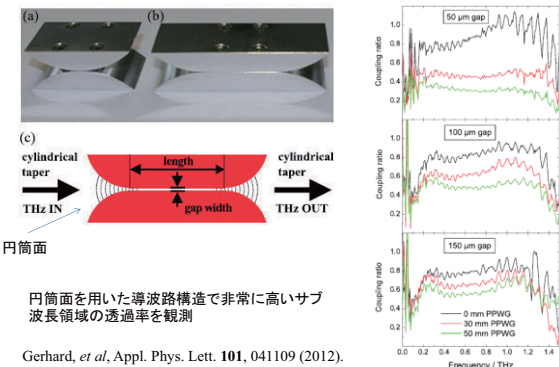 (a)
(b)
(c)
cylindrical
taper
THz IN
length
gap width
cylindrical
taper
THz OUT
円筒面
円筒面を用いた導波路構造で非常に高いサブ
波長領域の透過率を観測
Gerhard, et al, Appl. Phys. Lett. 101, 041109 (2012).
50 µm gap
Coupling ratio
1.0
0.8
0.6
0.4
0.2
100 µm gap
Coupling ratio
1.0
0.8
0.6
0.4
0.2
150 µm gap
Coupling ratio
1.0
0.8
0.6
0.4
0.2
0 mm PPWG
30 mm PPWG
50 mm PPWG
0.0 0.2 0.4 0.6 0.8 1.0 1.2 1.4
Frequency / THz